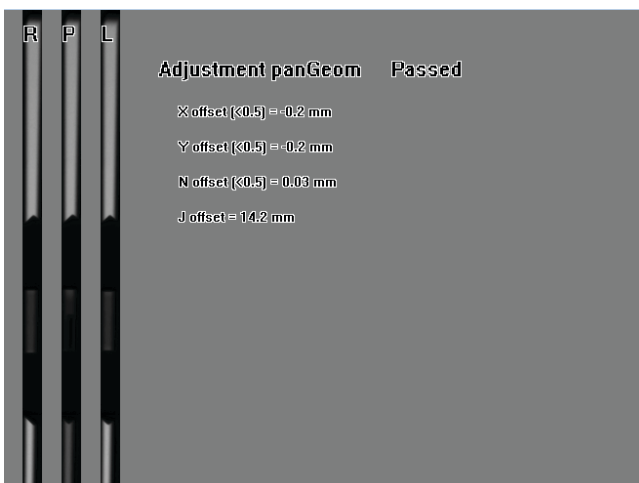 R P L
Adjustment panGeom Passed
X offset (<0.5) = -0.2 mm
Y offset (<0.5) = -0.2 mm
N offset (<0.5) = 0.03 mm
J offset = 14.2 mm